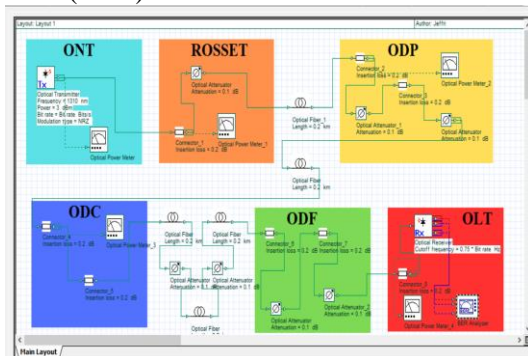 Layout: Layout 1
Author: Jeffri
ONT
Tx
Optical Transmitter
Frequency = 1310 nm
Power = 3 dBm
Bit rate = Bit rate Bits/s
Modulation type = NRZ
Optical Power Meter
ROSSET
Optical Attenuator
Attenuation = 0.1 dB
Connector_1
Insertion loss = 0.2 dB
Optical Power Meter_1
Optical Fiber_1
Length = 0.2 km
ODP
Connector_2
Insertion loss = 0.2 dB
Optical Power Meter_2
Connector_3
Insertion loss = 0.2 dB
Optical Attenuator_1
Attenuation = 0.1 dB
Optical Attenuator
Attenuation = 0.1 dB
Optical Fiber
Length = 0.2 km
ODC
Connector_4
Insertion loss = 0.2 dB
Optical Power Meter_3
Connector_5
Insertion loss = 0.2 dB
Optical Fiber
Length = 0.2 km
Optical Fiber
Length = 0.2 km
Optical Attenuator
Optical Attenuator
Attenuation = 0.1 dB
Optical Fiber
ODF
Connector_6
Insertion loss = 0.2 dB
Connector_7
Insertion loss = 0.2 dB
Optical Attenuator_2
Attenuation = 0.1 dB
Optical Attenuator
Attenuation = 0.1 dB
OLT
Rx
Optical Receiver
Cutoff frequency = 0.75 * Bit rate Hz
Connector_8
Insertion loss = 0.2 dB
Optical Power Meter_4
BER Analyzer
Main Layout